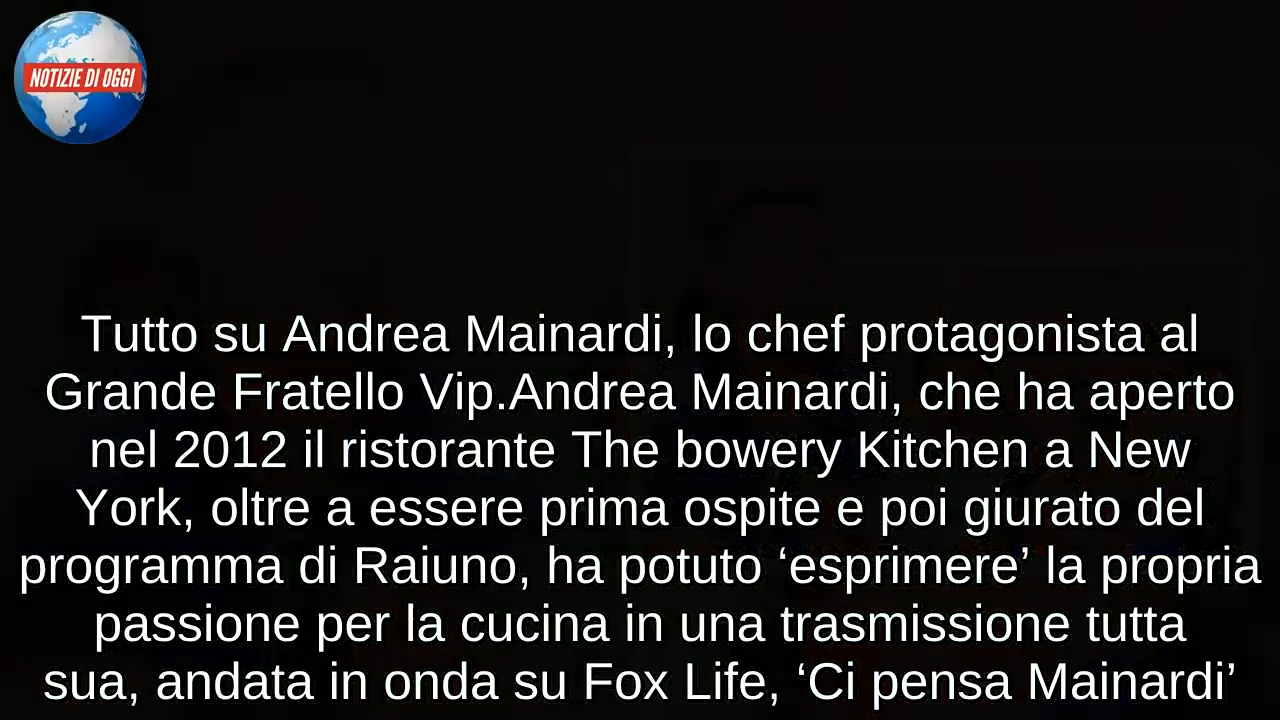 NOTIZIE DI OGGI
Tutto su Andrea Mainardi, lo chef protagonista al
Grande Fratello Vip.Andrea Mainardi, che ha aperto
nel 2012 il ristorante The bowery Kitchen a New
York, oltre a essere prima ospite e poi giurato del
programma di Raiuno, ha potuto ‘esprimere’ la propria
passione per la cucina in una trasmissione tutta
sua, andata in onda su Fox Life, ‘Ci pensa Mainardi’